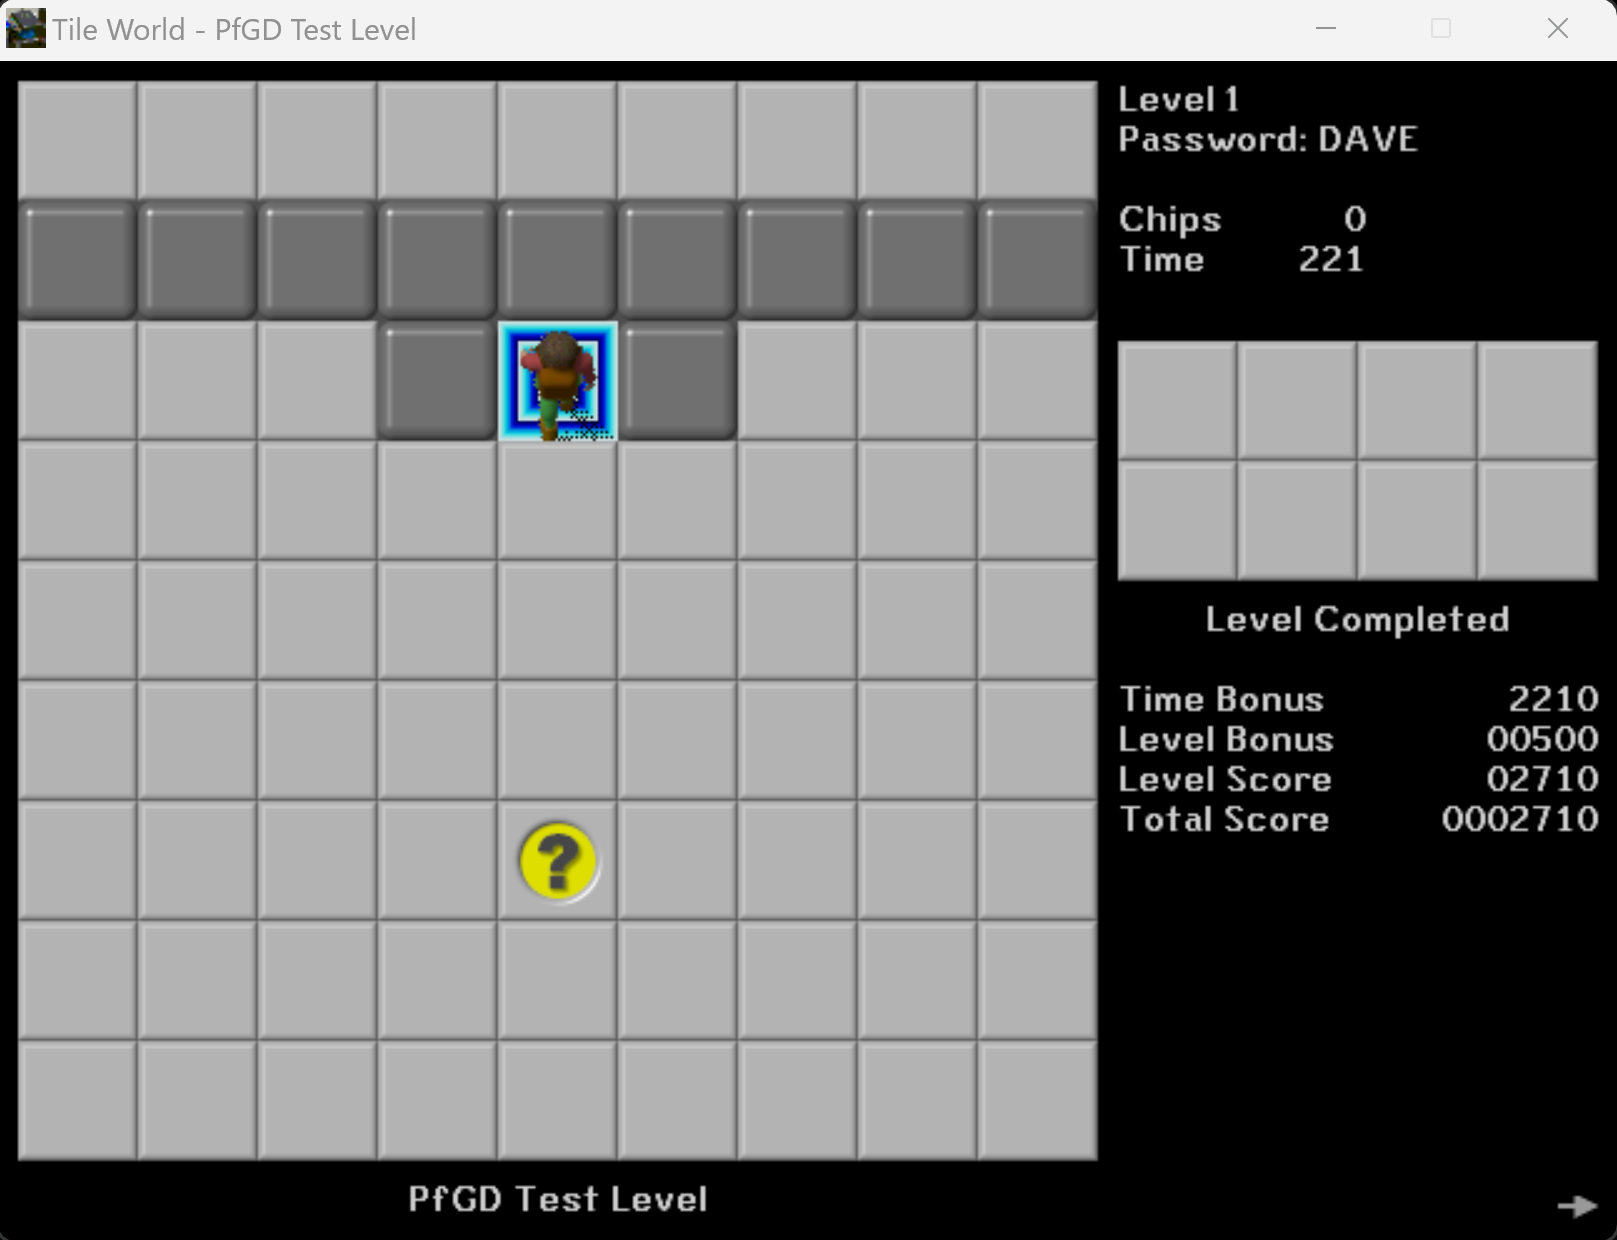 Tile World - PfGD Test Level
Level 1
Password: DAVE
Chips 0
Time 221
Level Completed
Time Bonus 2210
Level Bonus 00500
Level Score 02710
Total Score 0002710
?
PfGD Test Level